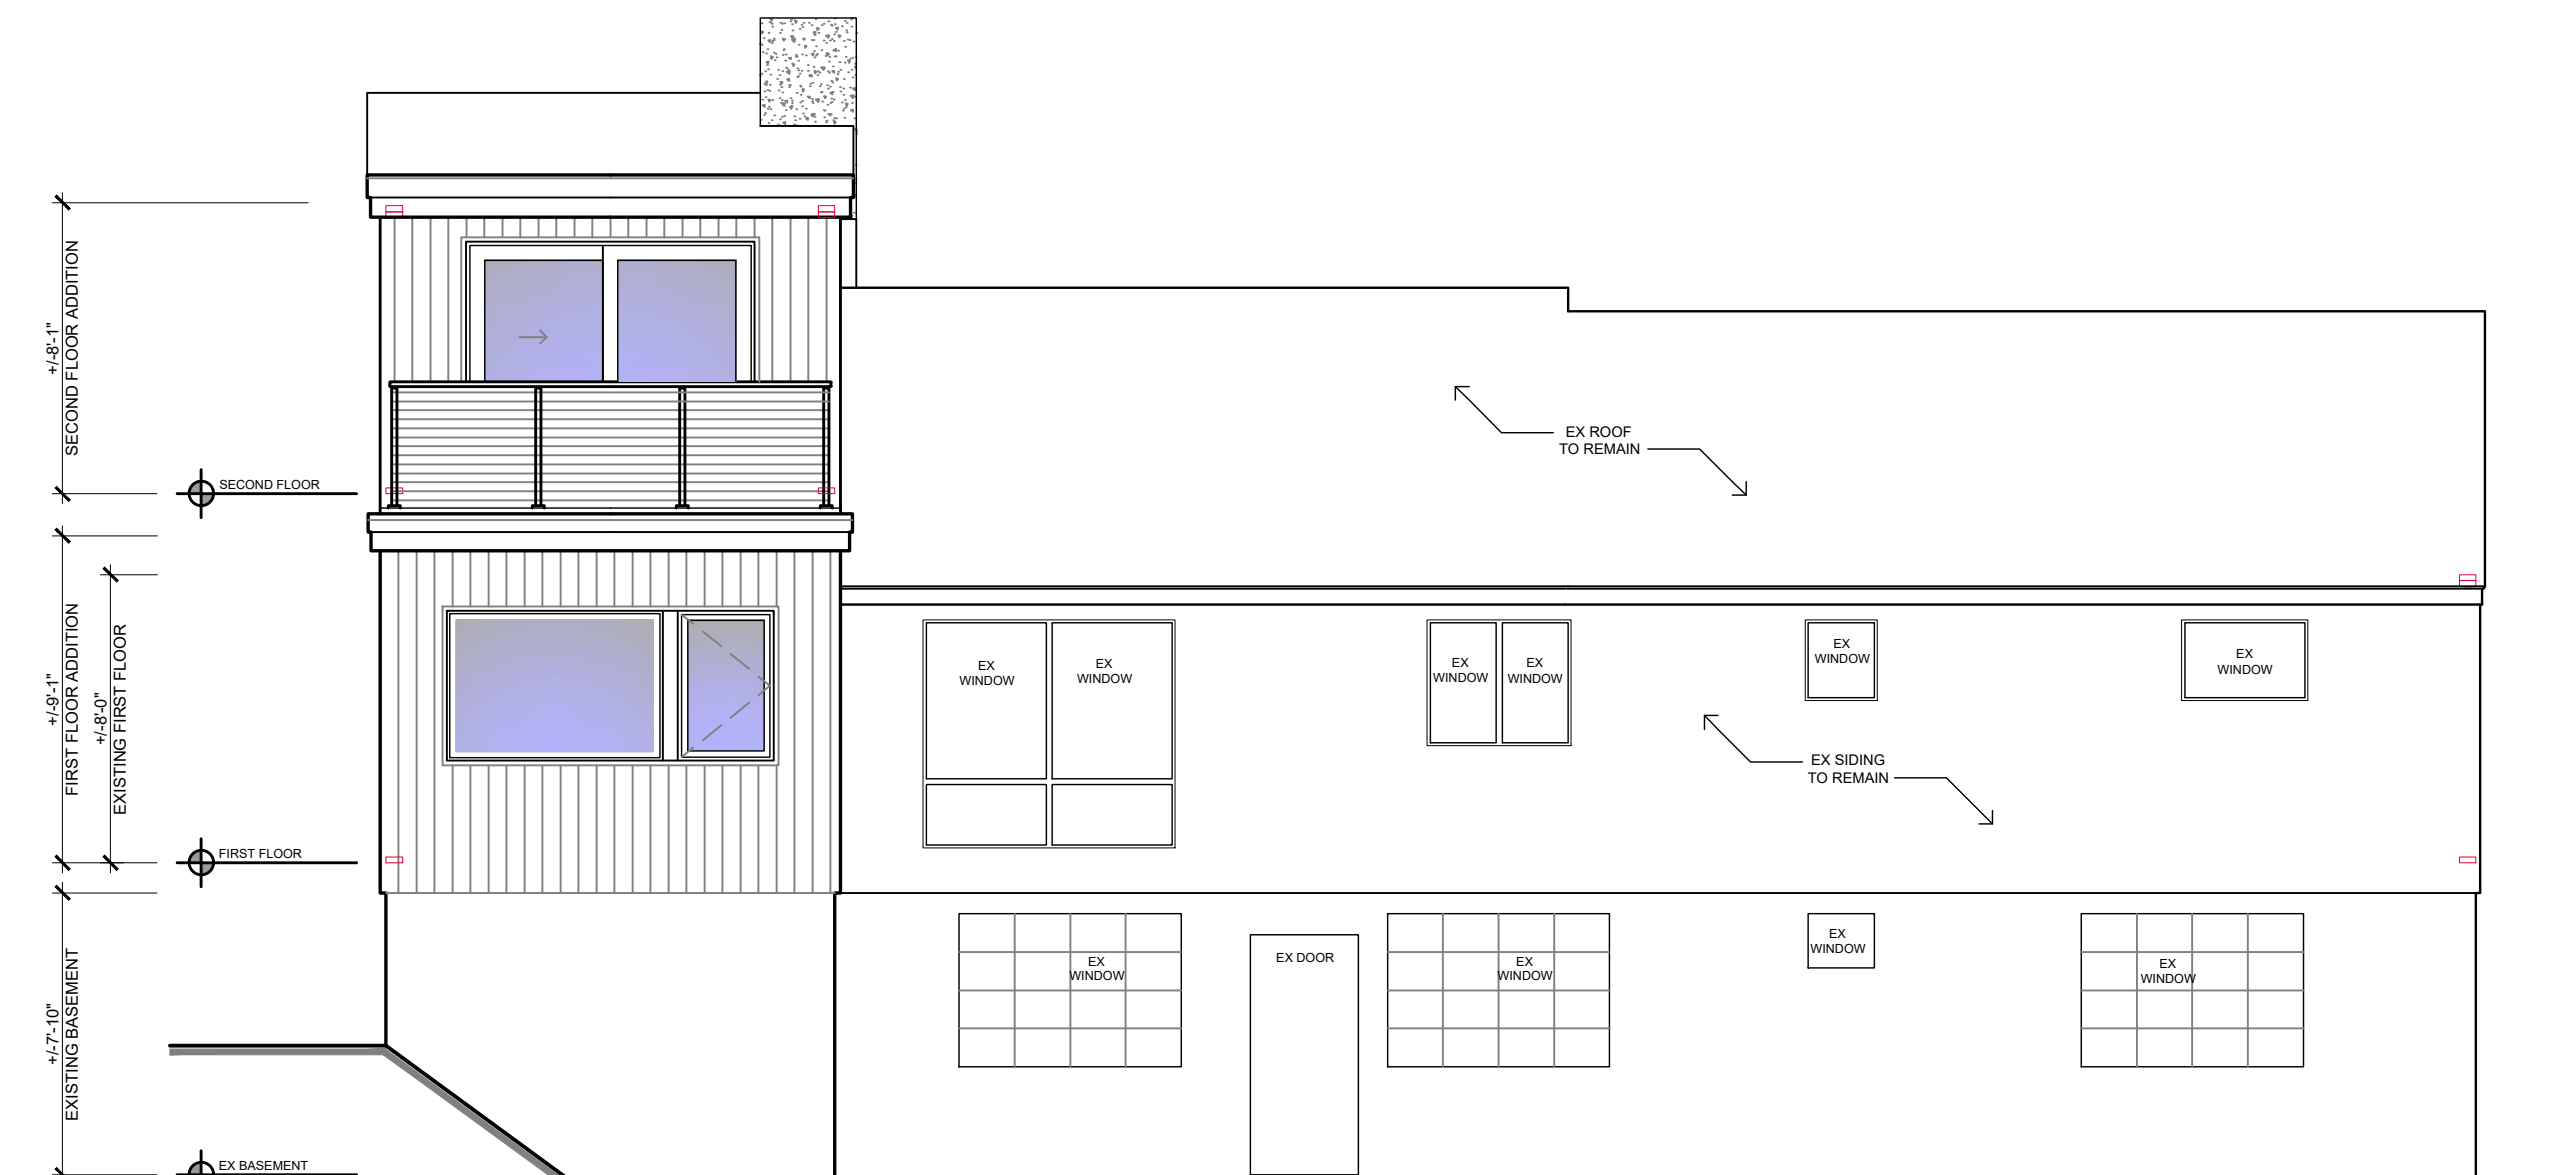 +/-8'-1"
SECOND FLOOR ADDITION
SECOND FLOOR
EX ROOF
TO REMAIN
+/-9'-1"
FIRST FLOOR ADDITION
+/-8'-0"
EXISTING FIRST FLOOR
EX
WINDOW
EX
WINDOW
EX
WINDOW
EX
WINDOW
EX
WINDOW
EX
WINDOW
EX SIDING
TO REMAIN
FIRST FLOOR
+/-7'-10"
EXISTING BASEMENT
EX
WINDOW
EX DOOR
EX
WINDOW
EX
WINDOW
EX
WINDOW
EX BASEMENT